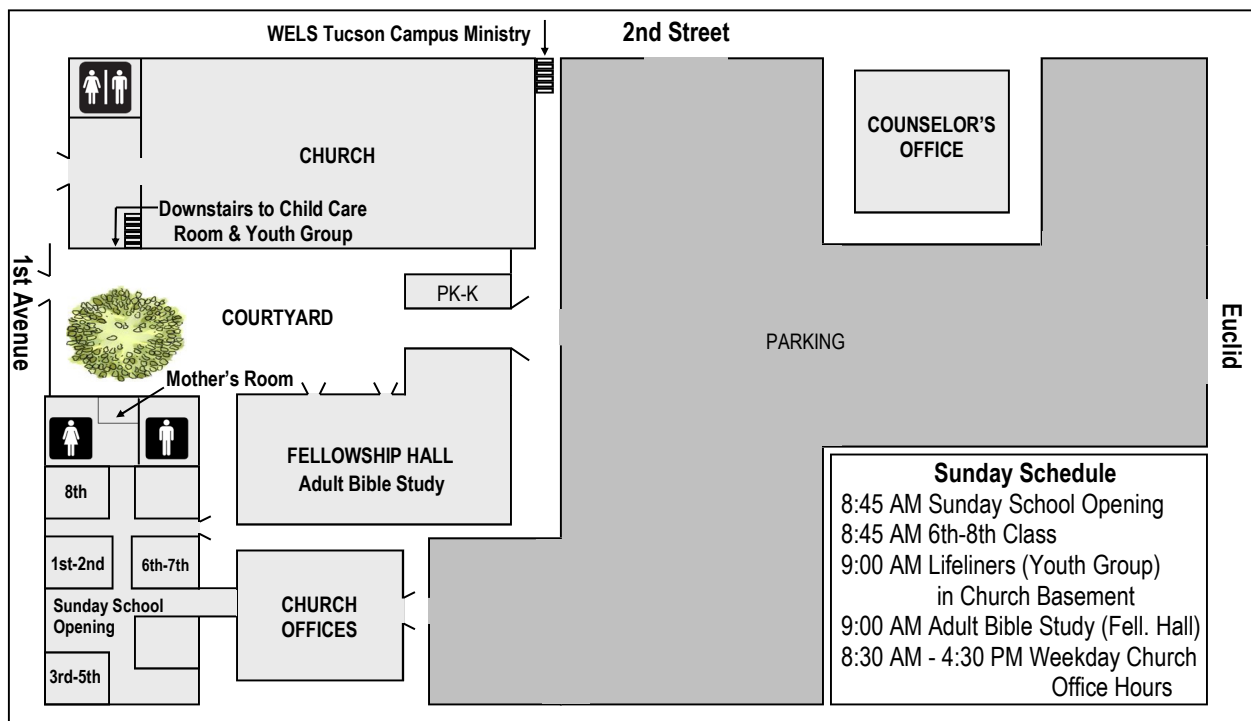 WELS Tucson Campus Ministry
2nd Street
COUNSELOR'S
OFFICE
CHURCH
Downstairs to Child Care
Room & Youth Group
1st Avenue
PK-K
COURTYARD
PARKING
Euclid
Mother's Room
FELLOWSHIP HALL
Adult Bible Study
8th
1st-2nd
6th-7th
Sunday School
Opening
3rd-5th
CHURCH
OFFICES
Sunday Schedule
8:45 AM Sunday School Opening
8:45 AM 6th-8th Class
9:00 AM Lifeliners (Youth Group)
in Church Basement
9:00 AM Adult Bible Study (Fell. Hall)
8:30 AM - 4:30 PM Weekday Church
Office Hours